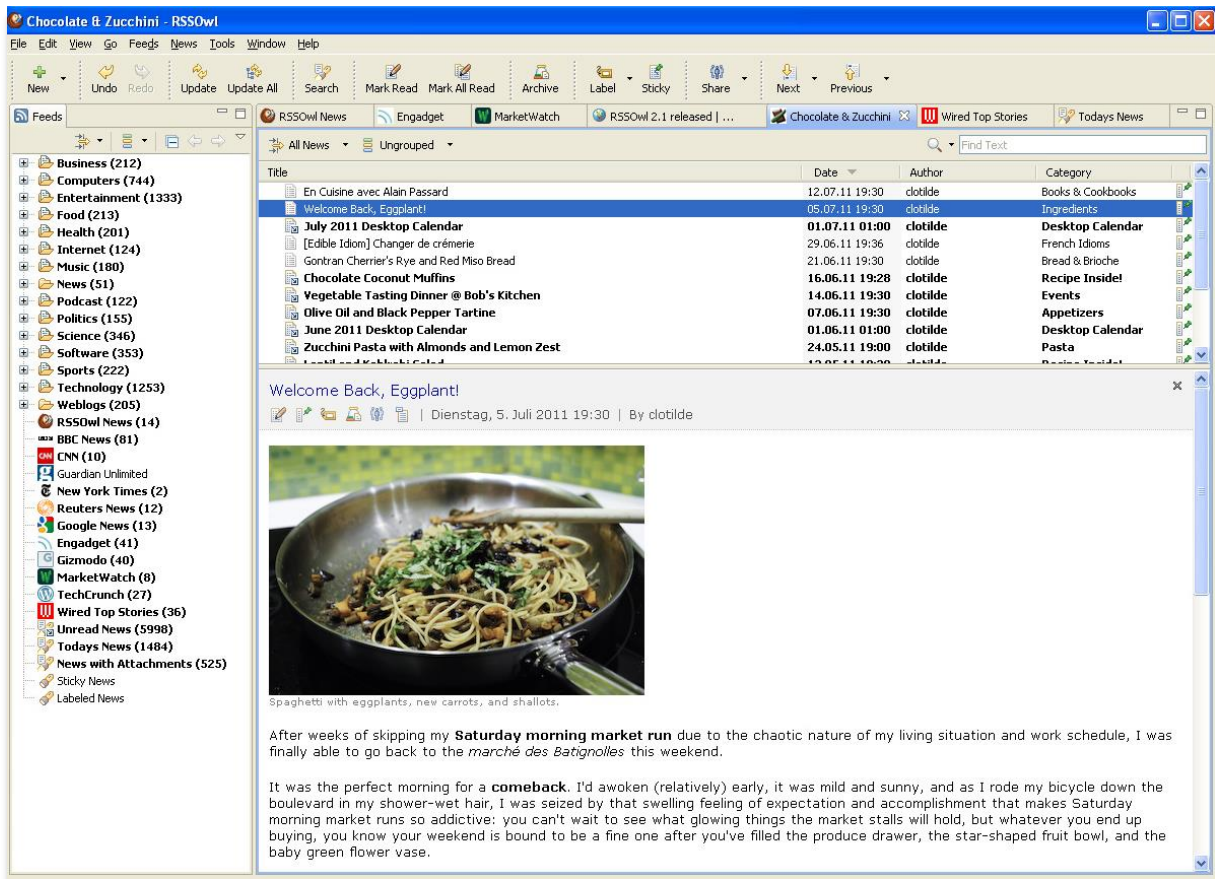 Chocolate & Zucchini - RSSOwl
File Edit View Go Feeds News Tools Window Help
New Undo Redo Update Update All Search Mark Read Mark All Read Archive Label Sticky Share Next Previous
Feeds
Business (212)
Computers (744)
Entertainment (1333)
Food (213)
Health (201)
Internet (124)
Music (180)
News (51)
Podcast (122)
Politics (155)
Science (346)
Software (353)
Sports (222)
Technology (1253)
Weblogs (205)
RSSOwl News (14)
BBC News (81)
CNN (10)
Guardian Unlimited
New York Times (2)
Reuters News (12)
Google News (13)
Engadget (41)
Gizmodo (40)
MarketWatch (8)
TechCrunch (27)
Wired Top Stories (36)
Unread News (5998)
Todays News (1484)
News with Attachments (525)
Sticky News
Labeled News
RSSOwl News Engadget MarketWatch RSSOwl 2.1 released | ... Chocolate & Zucchini Wired Top Stories Todays News
All News Ungrouped Find Text
Title Date Author Category
En Cuisine avec Alain Passard 12.07.11 19:30 clotilde Books & Cookbooks
Welcome Back, Eggplant! 05.07.11 19:30 clotilde Ingredients
July 2011 Desktop Calendar 01.07.11 01:00 clotilde Desktop Calendar
[Edible Idiom] Changer de crémerie 29.06.11 19:36 clotilde French Idioms
Gontran Cherrier's Rye and Red Miso Bread 21.06.11 19:30 clotilde Bread & Brioche
Chocolate Coconut Muffins 16.06.11 19:28 clotilde Recipe Inside!
Vegetable Tasting Dinner @ Bob's Kitchen 14.06.11 19:30 clotilde Events
Olive Oil and Black Pepper Tartine 07.06.11 19:30 clotilde Appetizers
June 2011 Desktop Calendar 01.06.11 01:00 clotilde Desktop Calendar
Zucchini Pasta with Almonds and Lemon Zest 24.05.11 19:00 clotilde Pasta
Welcome Back, Eggplant!
| Dienstag, 5. Juli 2011 19:30 | By clotilde
Spaghetti with eggplants, new carrots, and shallots.
After weeks of skipping my Saturday morning market run due to the chaotic nature of my living situation and work schedule, I was
finally able to go back to the marché des Batignolles this weekend.
It was the perfect morning for a comeback. I'd awoken (relatively) early, it was mild and sunny, and as I rode my bicycle down the
boulevard in my shower-wet hair, I was seized by that swelling feeling of expectation and accomplishment that makes Saturday
morning market runs so addictive: you can't wait to see what glowing things the market stalls will hold, but whatever you end up
buying, you know your weekend is bound to be a fine one after you've filled the produce drawer, the star-shaped fruit bowl, and the
baby green flower vase.